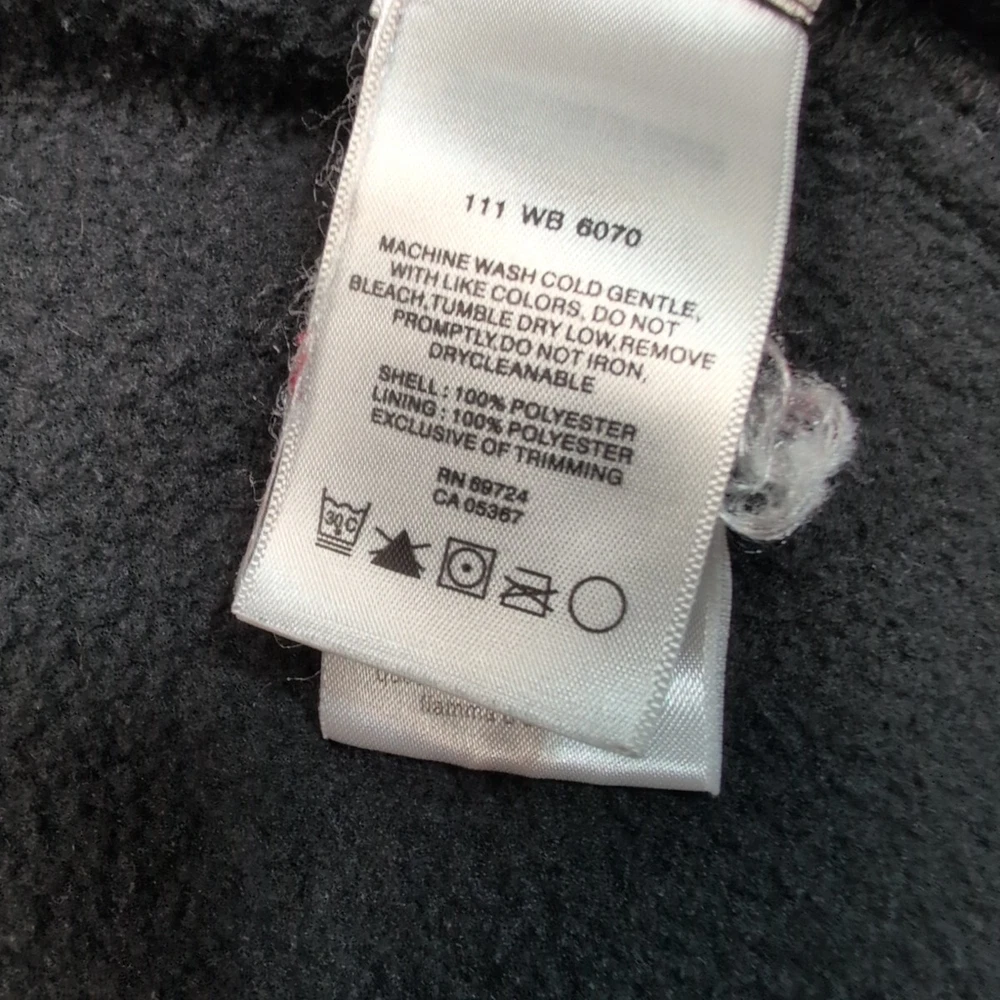 111 WB 6070
MACHINE WASH COLD GENTLE,
WITH LIKE COLORS, DO NOT
BLEACH,TUMBLE DRY LOW.REMOVE
PROMPTLY.DO NOT IRON,
DRYCLEANABLE
SHELL : 100% POLYESTER
LINING : 100% POLYESTER
EXCLUSIVE OF TRIMMING
RN 89724
CA 05367
30°C